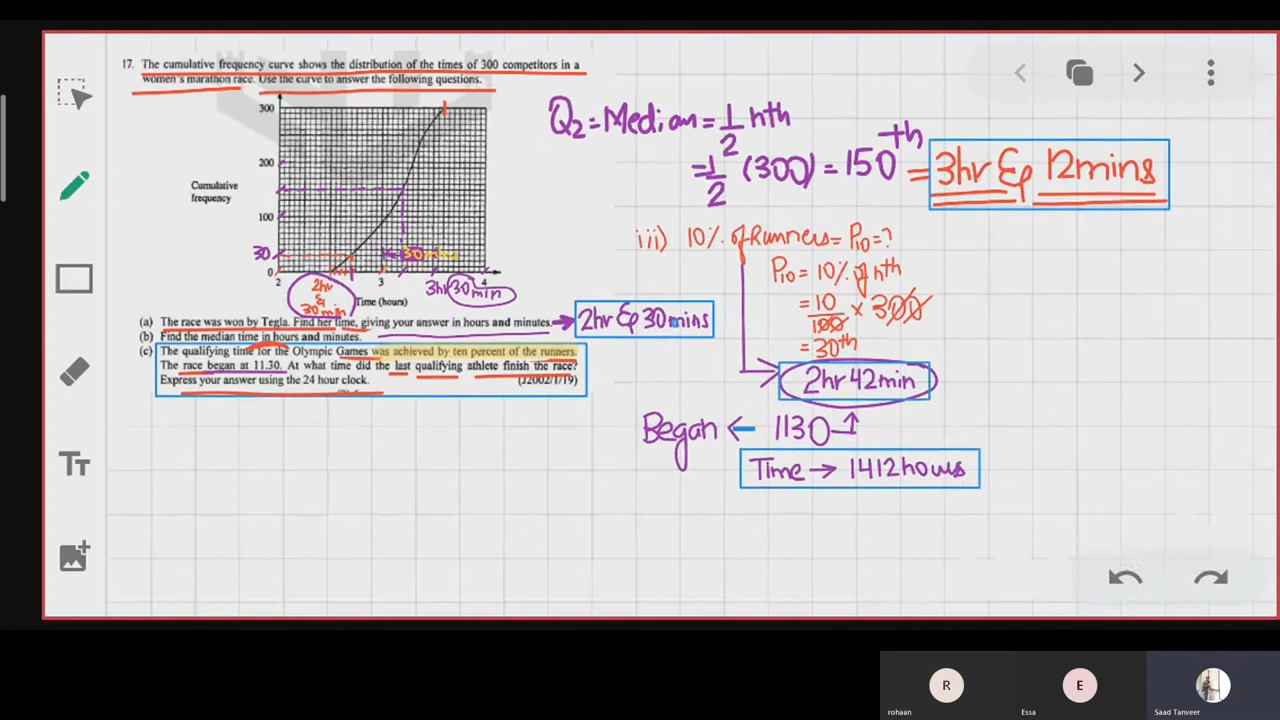 17. The cumulative frequency curve shows the distribution of the times of 300 competitors in a
women's marathon race. Use the curve to answer the following questions.
300
200
Cumulative
frequency
100
30
0
30 mins
2
3
4
2hr
&
30min
3hr 30min
Time (hours)
(a) The race was won by Tegla. Find her time, giving your answer in hours and minutes.
2hr & 30mins
(b) Find the median time in hours and minutes.
(c) The qualifying time for the Olympic Games was achieved by ten percent of the runners.
The race began at 11.30. At what time did the last qualifying athlete finish the race?
Express your answer using the 24 hour clock.
(J2002/1/19)
Q2 = Median = 1/2 nth
= 1/2 (300) = 150th = 3hr & 12mins
iii) 10% of Runners = P10 = ?
P10 = 10% of nth
= 10/100 × 300
= 30th
2hr 42min
Began ← 1130
Time → 1412 hours
TT
R
E
rohaan
Essa
Saad Tanveer